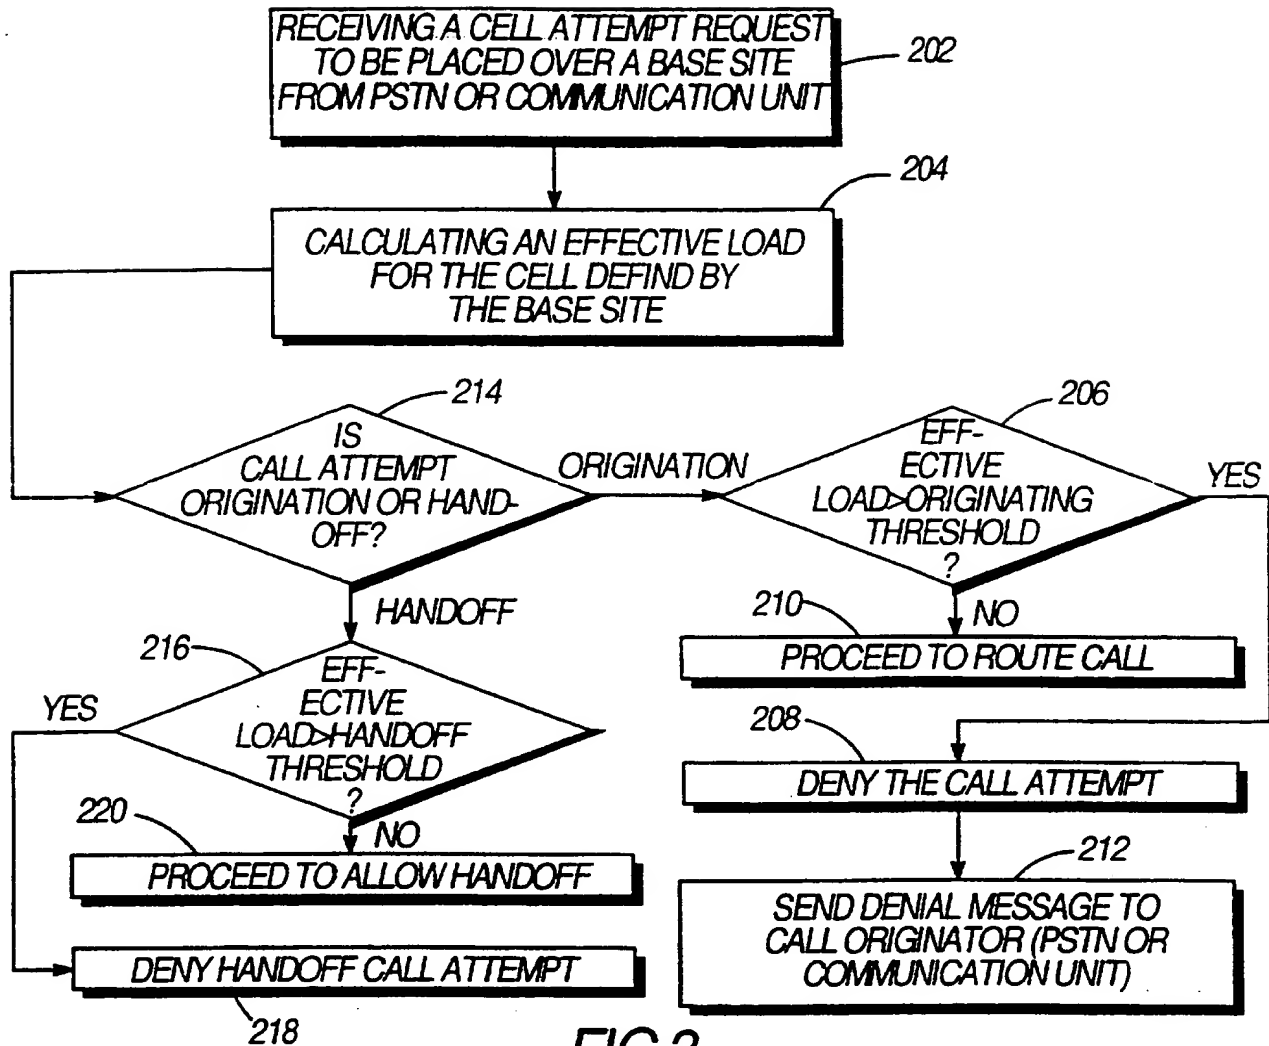 RECEIVING A CELL ATTEMPT REQUEST
TO BE PLACED OVER A BASE SITE
FROM PSTN OR COMMUNICATION UNIT
202
204
CALCULATING AN EFFECTIVE LOAD
FOR THE CELL DEFIND BY
THE BASE SITE
214
IS
CALL ATTEMPT
ORIGINATION OR HAND-
OFF?
ORIGINATION
206
EFF-
ECTIVE
LOAD>ORIGINATING
THRESHOLD
?
YES
HANDOFF
210
NO
PROCEED TO ROUTE CALL
216
EFF-
ECTIVE
LOAD>HANDOFF
THRESHOLD
?
YES
208
DENY THE CALL ATTEMPT
220
NO
PROCEED TO ALLOW HANDOFF
212
SEND DENIAL MESSAGE TO
CALL ORIGINATOR (PSTN OR
COMMUNICATION UNIT)
DENY HANDOFF CALL ATTEMPT
218